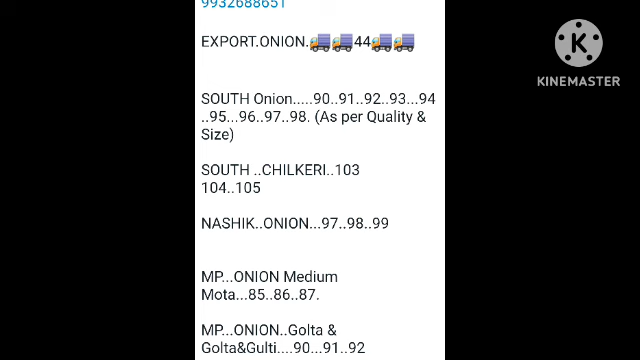 9932688651
EXPORT.ONION.🚛🚛44🚛🚛
SOUTH Onion.....90..91..92..93...94
..95...96..97..98. (As per Quality &
Size)
SOUTH ..CHILKERI..103
104..105
NASHIK..ONION...97..98..99
MP...ONION Medium
Mota...85..86..87.
MP...ONION..Golta &
Golta&Gulti....90...91..92
K
KINEMASTER